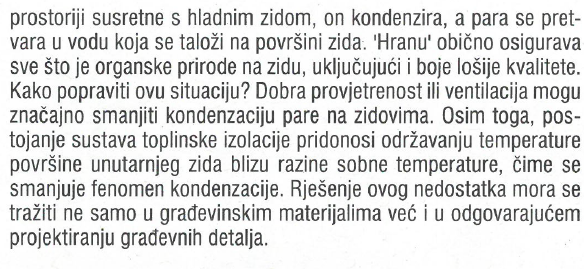 prostoriji susretne s hladnim zidom, on kondenzira, a para se pret-
vara u vodu koja se taloži na površini zida. 'Hranu' obično osigurava
sve što je organske prirode na zidu, uključujući i boje lošije kvalitete.
Kako popraviti ovu situaciju? Dobra provjetrenost ili ventilacija mogu
značajno smanjiti kondenzaciju pare na zidovima. Osim toga, pos-
tojanje sustava toplinske izolacije pridonosi održavanju temperature
površine unutarnjeg zida blizu razine sobne temperature, čime se
smanjuje fenomen kondenzacije. Rješenje ovog nedostatka mora se
tražiti ne samo u građevinskim materijalima već i u odgovarajućem
projektiranju građevnih detalja.